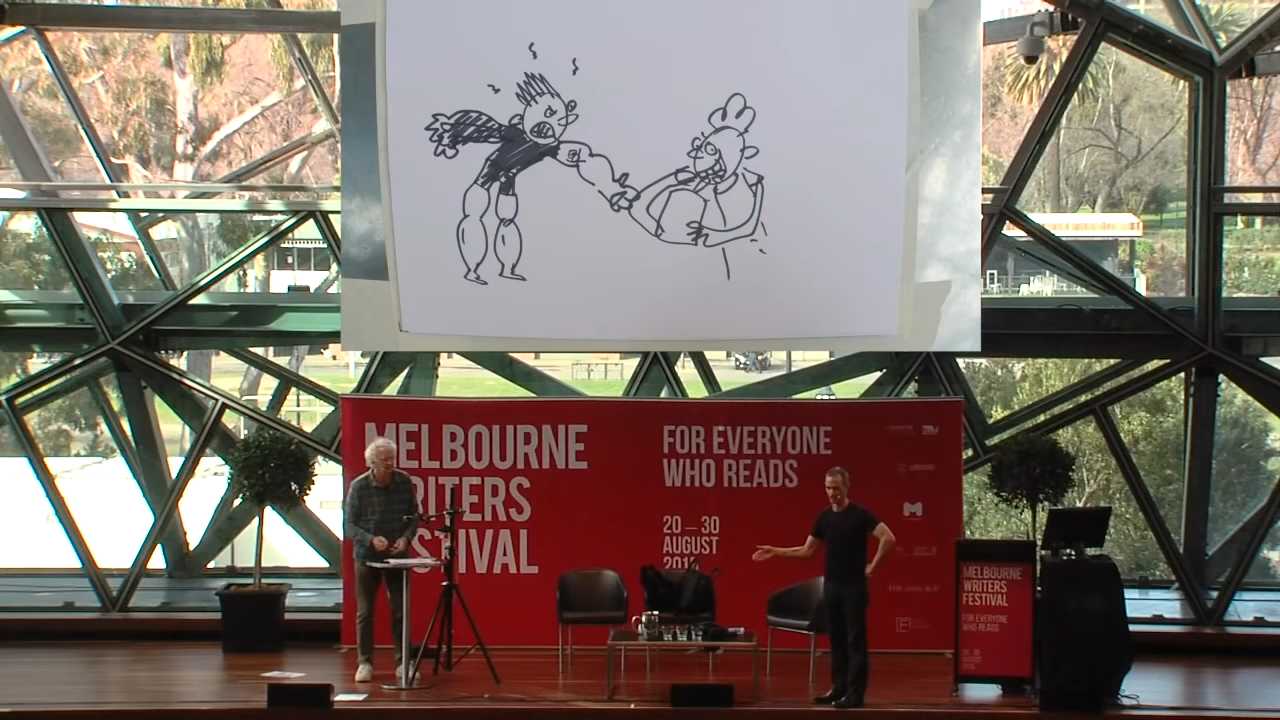 MELBOURNE
WRITERS
FESTIVAL
FOR EVERYONE
WHO READS
20 – 30
AUGUST
MELBOURNE
WRITERS
FESTIVAL
FOR EVERYONE
WHO READS